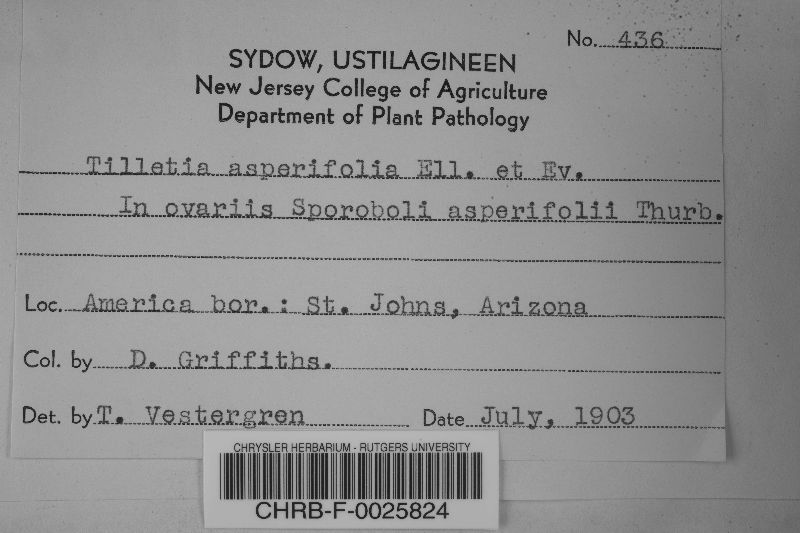 No. 436
SYDOW, USTILAGINEEN
New Jersey College of Agriculture
Department of Plant Pathology
Tilletia asperifolia Ell. et Ev.
In ovariis Sporoboli asperifolii Thurb.
Loc. America bor.: St. Johns, Arizona
Col. by D. Griffiths.
Det. by T. Vestergren Date July, 1903
CHRYSLER HERBARIUM - RUTGERS UNIVERSITY
CHRB-F-0025824